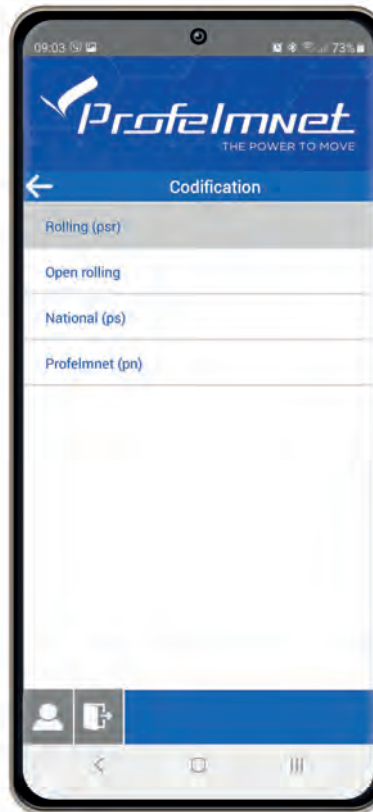 09:03
73%
Profelmnet
THE POWER TO MOVE
Codification
Rolling (psr)
Open rolling
National (ps)
Profelmnet (pn)